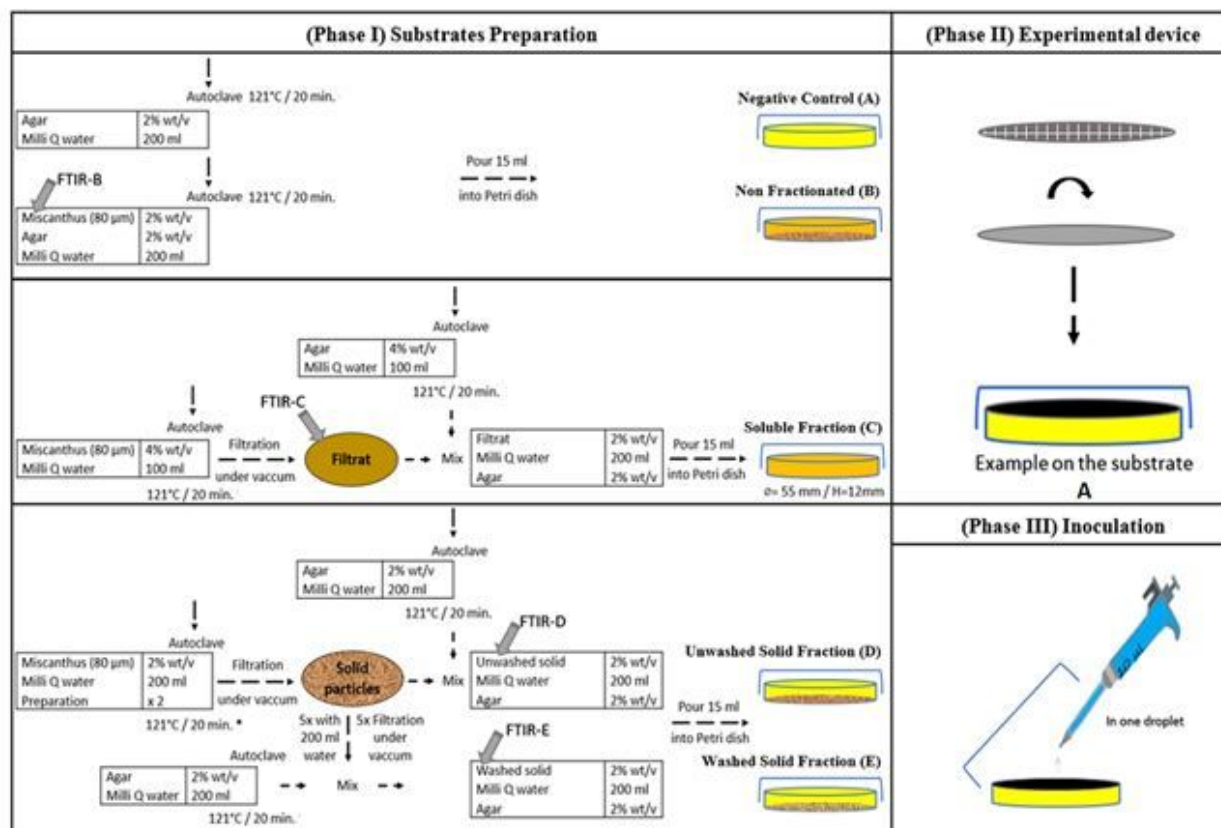 (Phase I) Substrates Preparation
Autoclave 121°C / 20 min.
Agar 2% wt/v
Milli Q water 200 ml
FTIR-B
Autoclave 121°C / 20 min.
Miscanthus (80 µm) 2% wt/v
Agar 2% wt/v
Milli Q water 200 ml
Pour 15 ml
into Petri dish
Negative Control (A)
Non Fractionated (B)
Autoclave
Agar 4% wt/v
Milli Q water 100 ml
121°C / 20 min.
FTIR-C
Autoclave
Miscanthus (80 µm) 4% wt/v
Milli Q water 100 ml
121°C / 20 min.
Filtration
under vaccum
Filtrat
Mix
Filtrat 2% wt/v
Milli Q water 200 ml
Agar 2% wt/v
Pour 15 ml
into Petri dish
Soluble Fraction (C)
ø= 55 mm / H=12mm
Autoclave
Agar 2% wt/v
Milli Q water 200 ml
121°C / 20 min.
FTIR-D
Autoclave
Miscanthus (80 µm) 2% wt/v
Milli Q water 200 ml
Preparation x 2
121°C / 20 min. *
Filtration
under vaccum
Solid
particles
Mix
Unwashed solid 2% wt/v
Milli Q water 200 ml
Agar 2% wt/v
5x with
200 ml
water
5x Filtration
under
vaccum
Autoclave
Agar 2% wt/v
Milli Q water 200 ml
121°C / 20 min.
Mix
FTIR-E
Washed solid 2% wt/v
Milli Q water 200 ml
Agar 2% wt/v
Pour 15 ml
into Petri dish
Unwashed Solid Fraction (D)
Washed Solid Fraction (E)
(Phase II) Experimental device
Example on the substrate
A
(Phase III) Inoculation
In one droplet